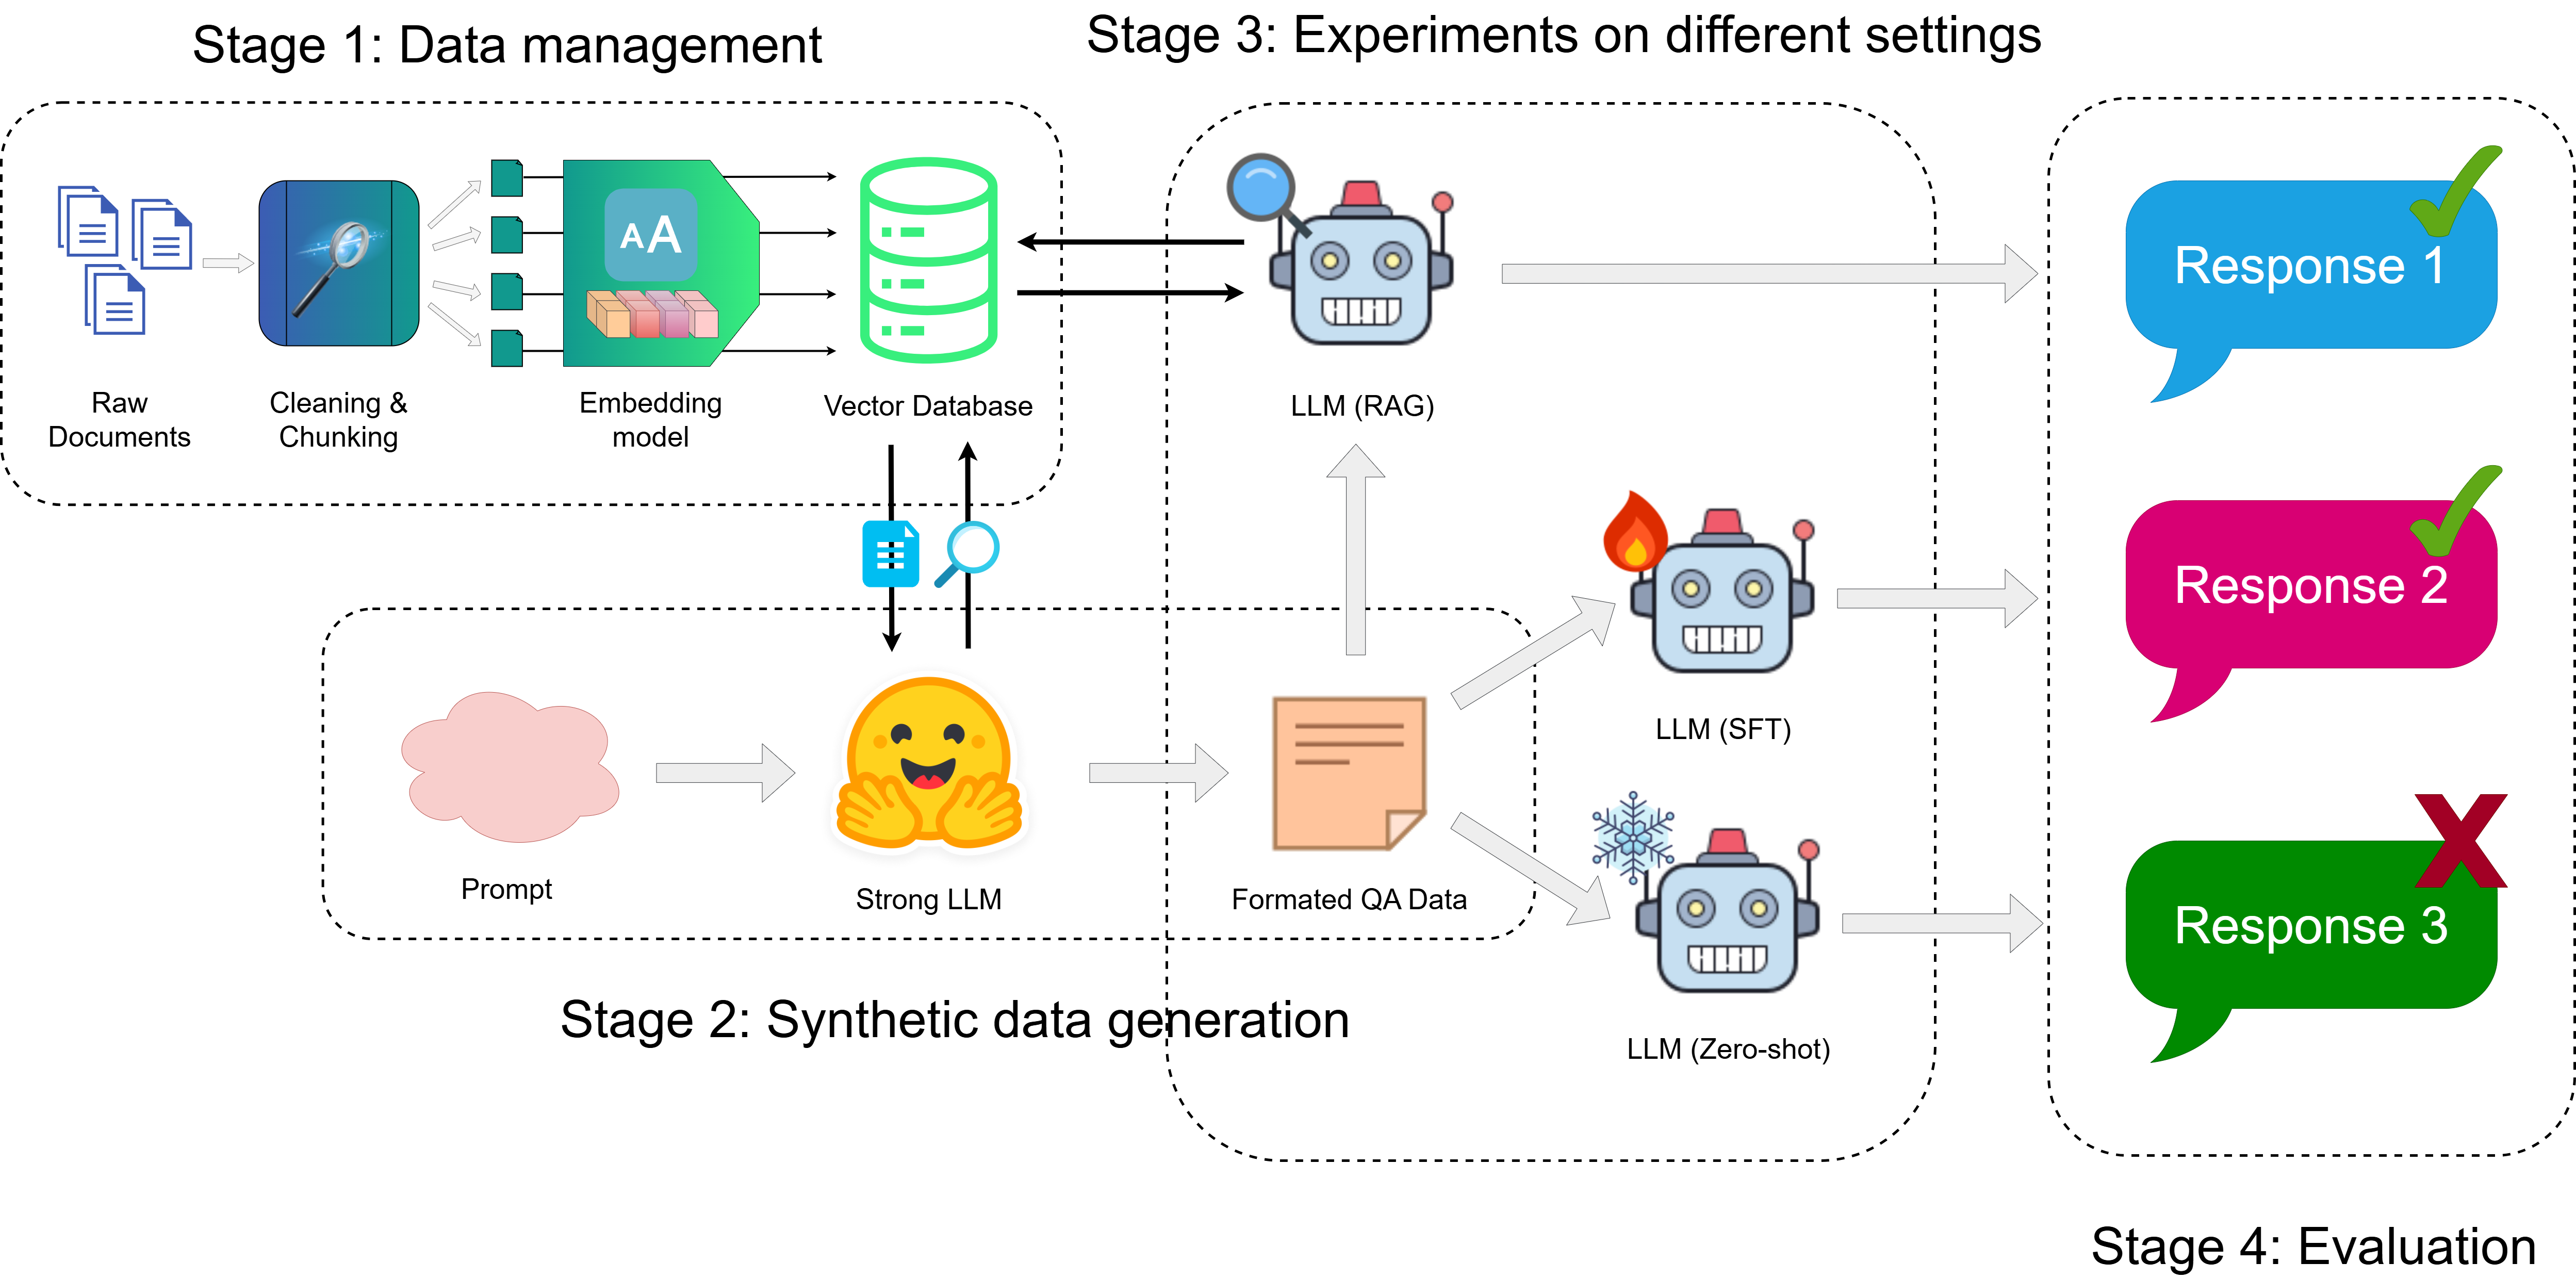 Stage 1: Data management
Stage 3: Experiments on different settings
AA
Raw
Documents
Cleaning &
Chunking
Embedding
model
Vector Database
LLM (RAG)
Response 1
LLM (SFT)
Response 2
Prompt
Strong LLM
Formated QA Data
LLM (Zero-shot)
Response 3
Stage 2: Synthetic data generation
Stage 4: Evaluation